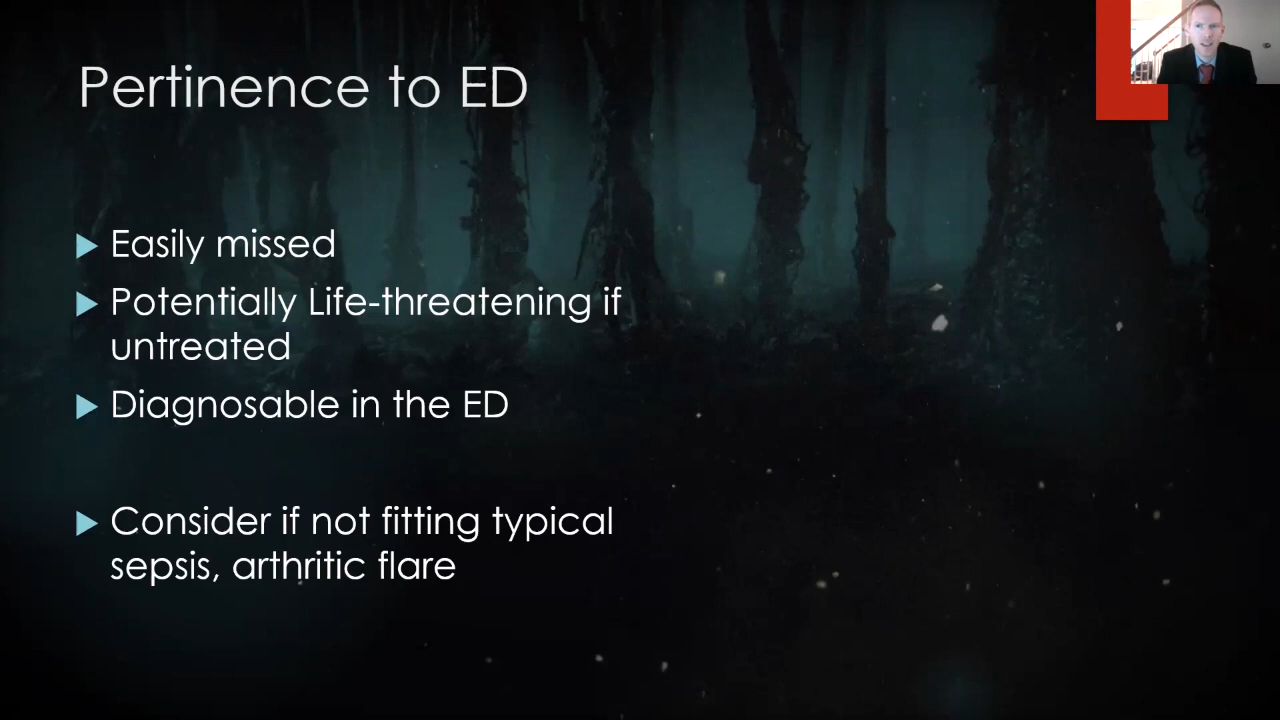 Pertinence to ED
Easily missed
Potentially Life-threatening if
untreated
Diagnosable in the ED
Consider if not fitting typical
sepsis, arthritic flare